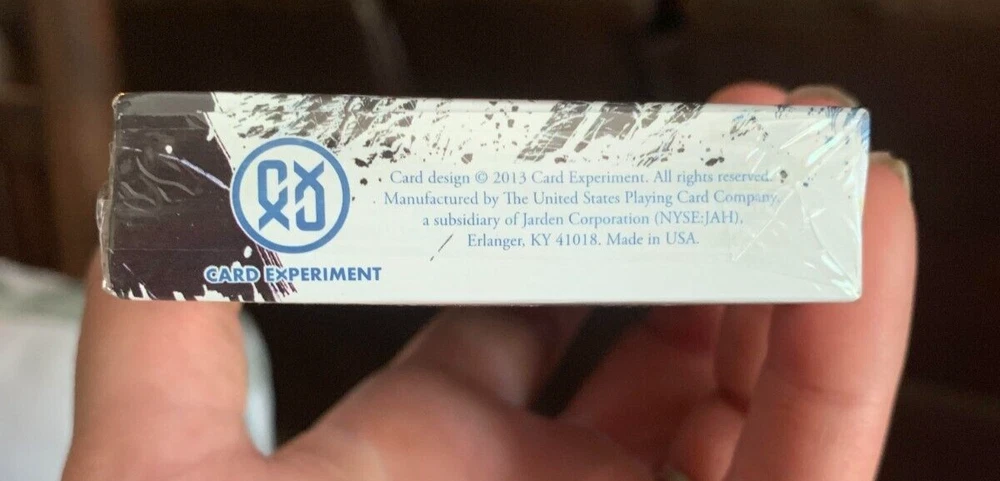 Card design © 2013 Card Experiment. All rights reserved.
Manufactured by The United States Playing Card Company,
a subsidiary of Jarden Corporation (NYSE:JAH),
Erlanger, KY 41018. Made in USA.
CARD EXPERIMENT